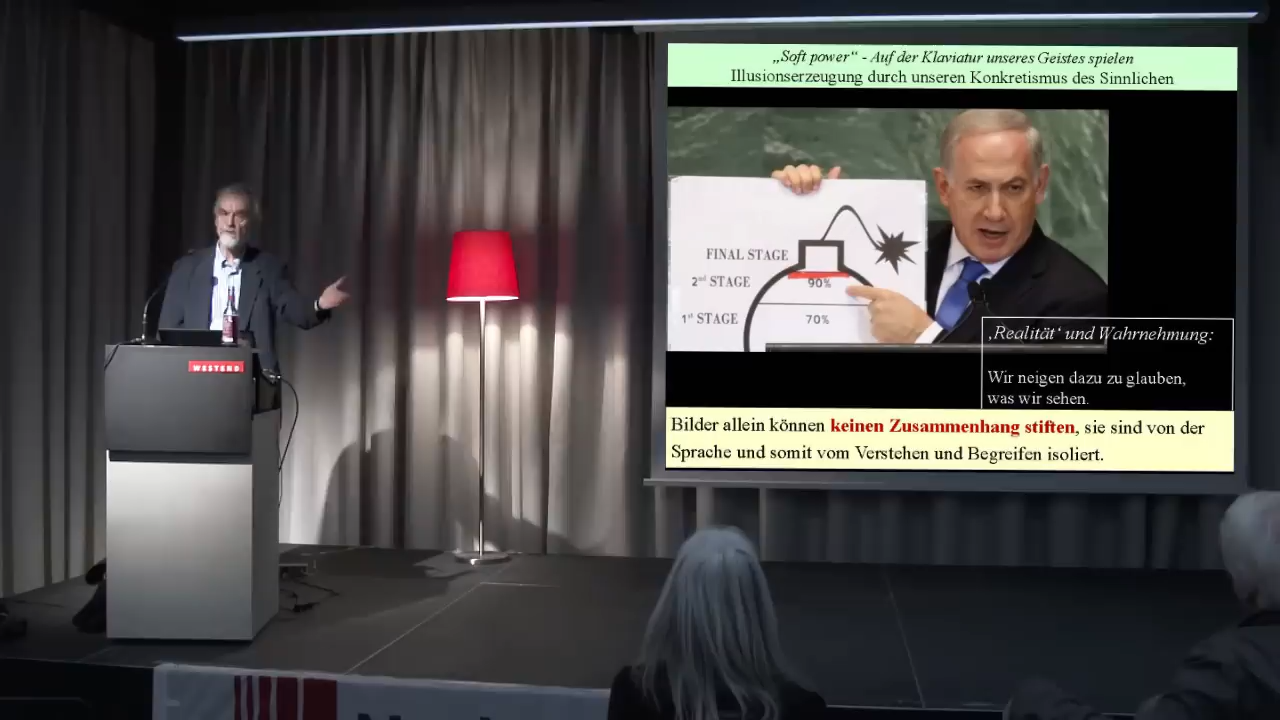 „Soft power“ - Auf der Klaviatur unseres Geistes spielen
Illusionserzeugung durch unseren Konkretismus des Sinnlichen
FINAL STAGE
2nd STAGE
90%
1st STAGE
70%
‚Realität‘ und Wahrnehmung:
Wir neigen dazu zu glauben,
was wir sehen.
Bilder allein können keinen Zusammenhang stiften, sie sind von der
Sprache und somit vom Verstehen und Begreifen isoliert.
WESTEND